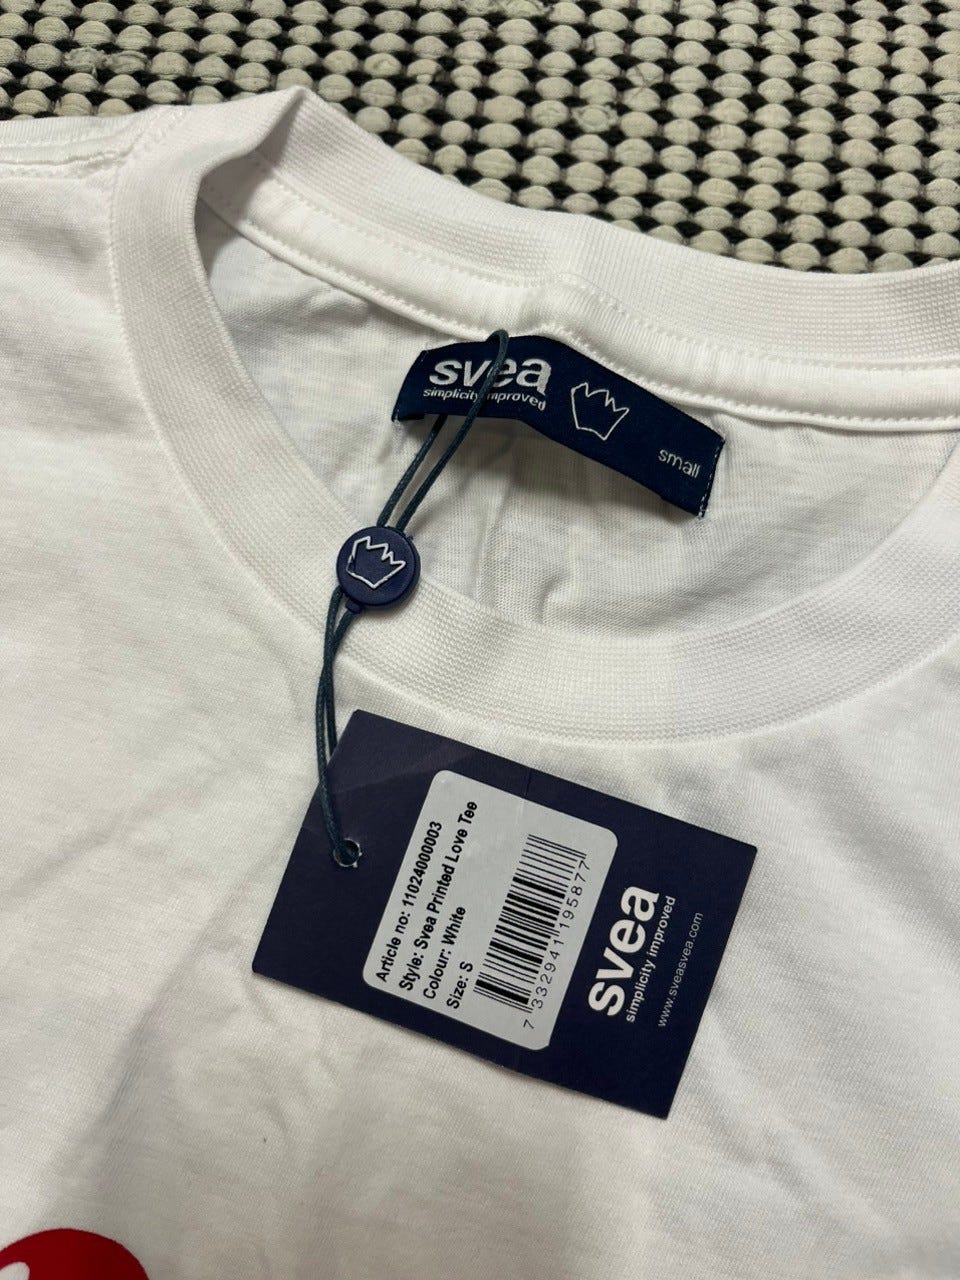 svea
simplicity improved
small
Article no: 11024000003
Style: Svea Printed Love Tee
Colour: White
Size: S
7 332941 195877
svea
simplicity improved
www.sveasvea.com